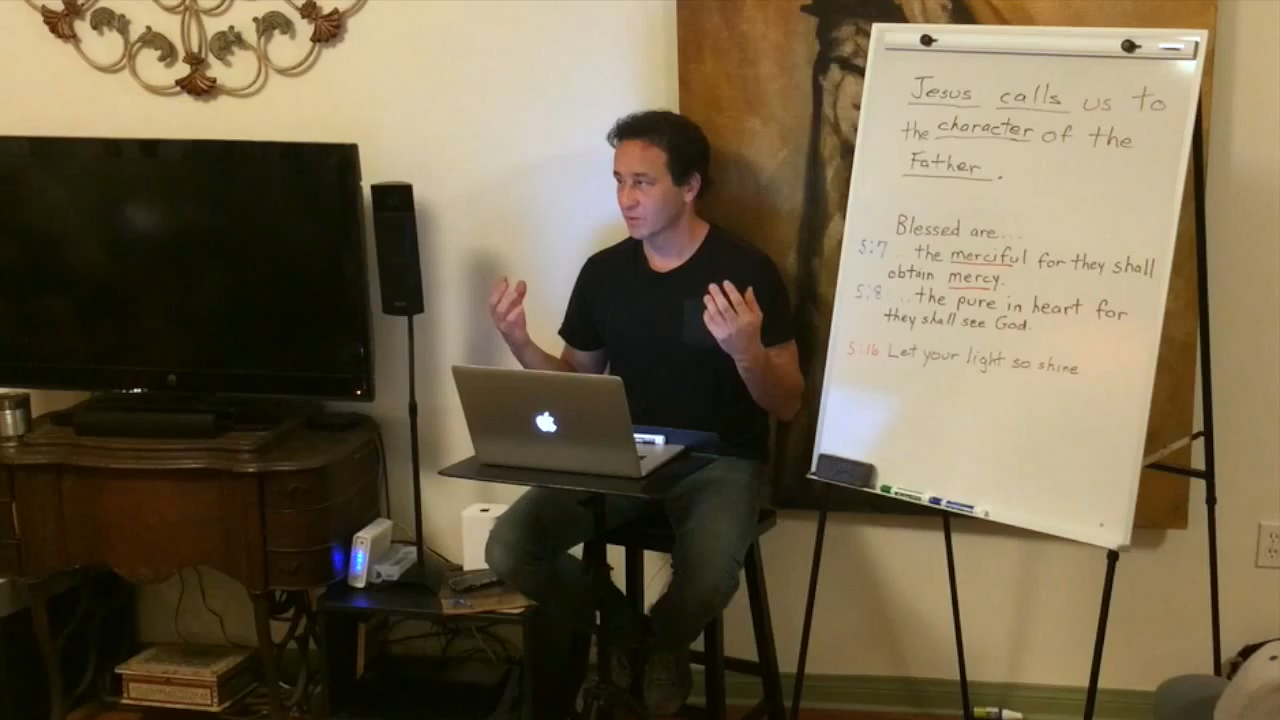 Jesus calls us to
the character of the
Father.
Blessed are...
5:7 ...the merciful for they shall
obtain mercy.
5:8 ...the pure in heart for
they shall see God.
5:16 Let your light so shine